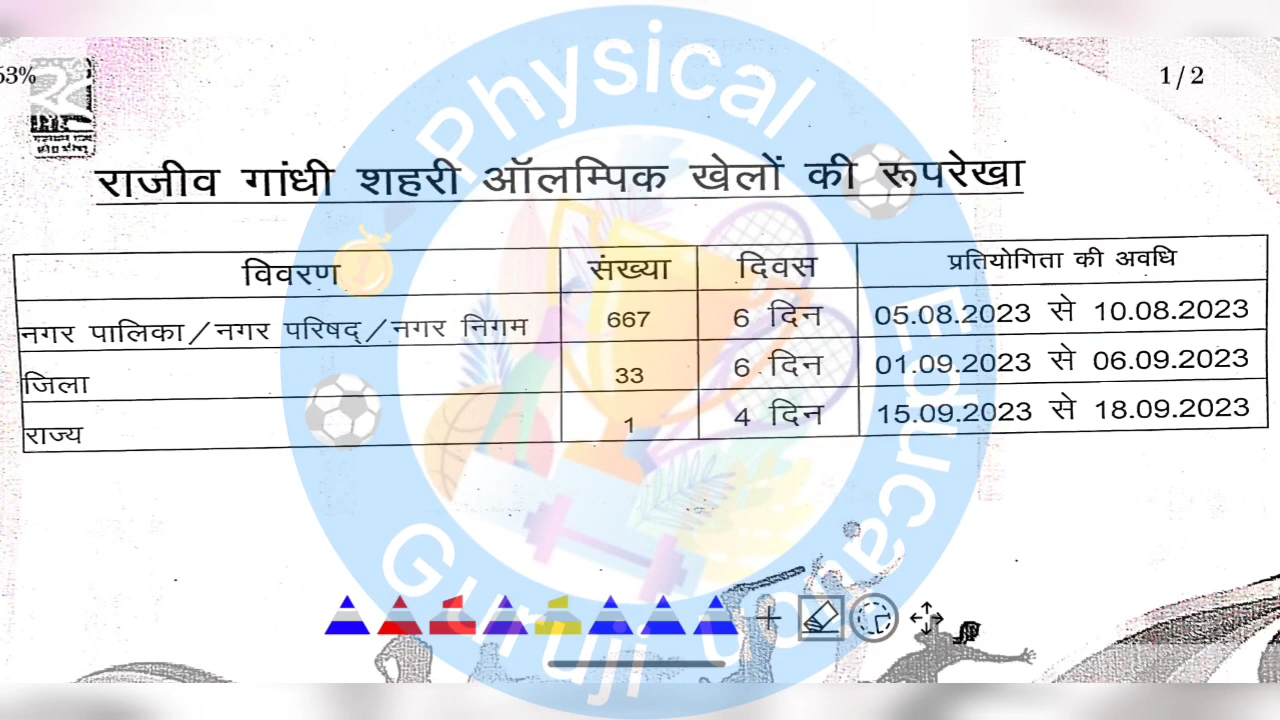 53%
1/2
राजीव गांधी शहरी ऑलम्पिक खेलों की रूपरेखा
विवरण संख्या दिवस प्रतियोगिता की अवधि
नगर पालिका/नगर परिषद्/नगर निगम 667 6 दिन 05.08.2023 से 10.08.2023
जिला 33 6 दिन 01.09.2023 से 06.09.2023
राज्य 1 4 दिन 15.09.2023 से 18.09.2023
Physical Education Guruji